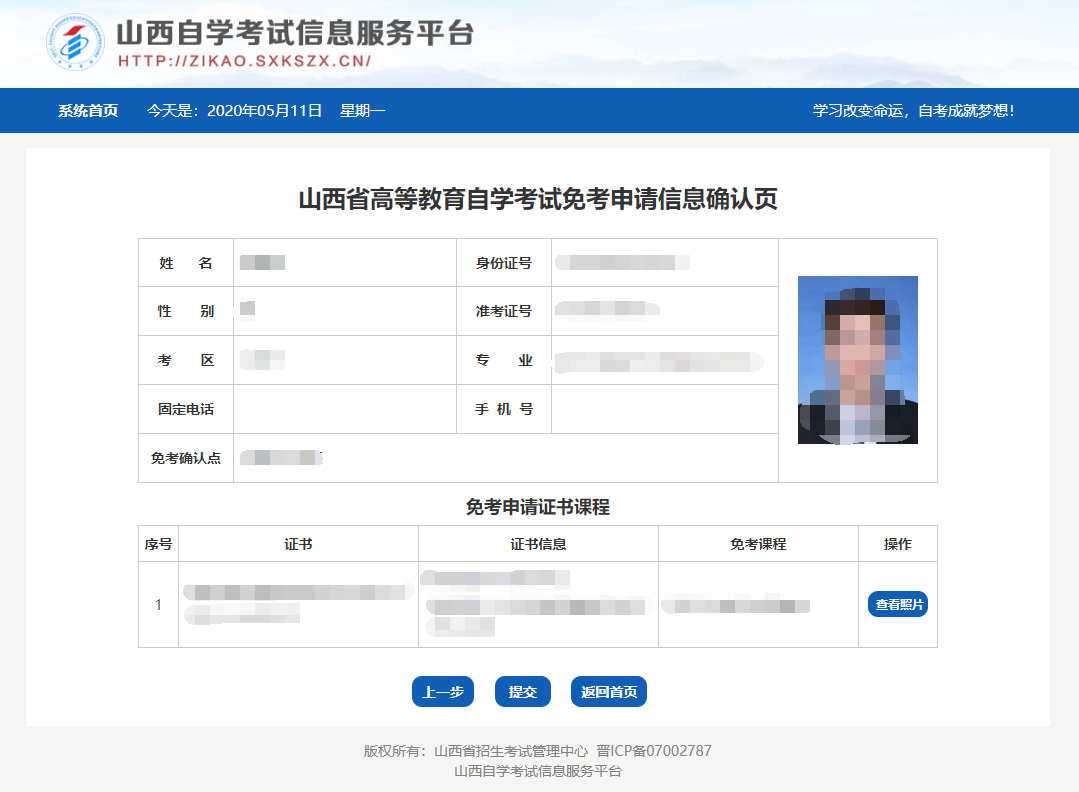 山西自学考试信息服务平台
HTTP://ZIKAO.SXKSZX.CN/
系统首页 今天是：2020年05月11日 星期一 学习改变命运，自考成就梦想！
山西省高等教育自学考试免考申请信息确认页
姓 名 身份证号
性 别 准考证号
考 区 专 业
固定电话 手 机 号
免考确认点
免考申请证书课程
序号 证书 证书信息 免考课程 操作
1 查看照片
上一步 提交 返回首页
版权所有：山西省招生考试管理中心 晋ICP备07002787
山西自学考试信息服务平台